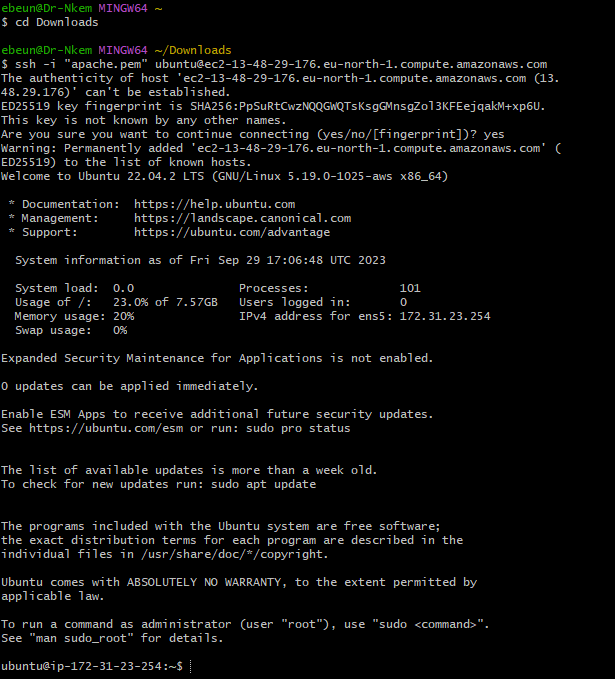 ebeun@Dr-Nkem MINGW64 ~
$ cd Downloads
ebeun@Dr-Nkem MINGW64 ~/Downloads
$ ssh -i "apache.pem" ubuntu@ec2-13-48-29-176.eu-north-1.compute.amazonaws.com
The authenticity of host 'ec2-13-48-29-176.eu-north-1.compute.amazonaws.com (13.
48.29.176)' can't be established.
ED25519 key fingerprint is SHA256:PpSuRtCwzNQQGWQTsKsgGMnsgZol3KFEejqakM+xp6U.
This key is not known by any other names.
Are you sure you want to continue connecting (yes/no/[fingerprint])? yes
Warning: Permanently added 'ec2-13-48-29-176.eu-north-1.compute.amazonaws.com' (
ED25519) to the list of known hosts.
Welcome to Ubuntu 22.04.2 LTS (GNU/Linux 5.19.0-1025-aws x86_64)
 * Documentation:  https://help.ubuntu.com
 * Management:     https://landscape.canonical.com
 * Support:        https://ubuntu.com/advantage
  System information as of Fri Sep 29 17:06:48 UTC 2023
  System load:  0.0               Processes:             101
  Usage of /:   23.0% of 7.57GB   Users logged in:       0
  Memory usage: 20%               IPv4 address for ens5: 172.31.23.254
  Swap usage:   0%
Expanded Security Maintenance for Applications is not enabled.
0 updates can be applied immediately.
Enable ESM Apps to receive additional future security updates.
See https://ubuntu.com/esm or run: sudo pro status
The list of available updates is more than a week old.
To check for new updates run: sudo apt update
The programs included with the Ubuntu system are free software;
the exact distribution terms for each program are described in the
individual files in /usr/share/doc/*/copyright.
Ubuntu comes with ABSOLUTELY NO WARRANTY, to the extent permitted by
applicable law.
To run a command as administrator (user "root"), use "sudo <command>".
See "man sudo_root" for details.
ubuntu@ip-172-31-23-254:~$